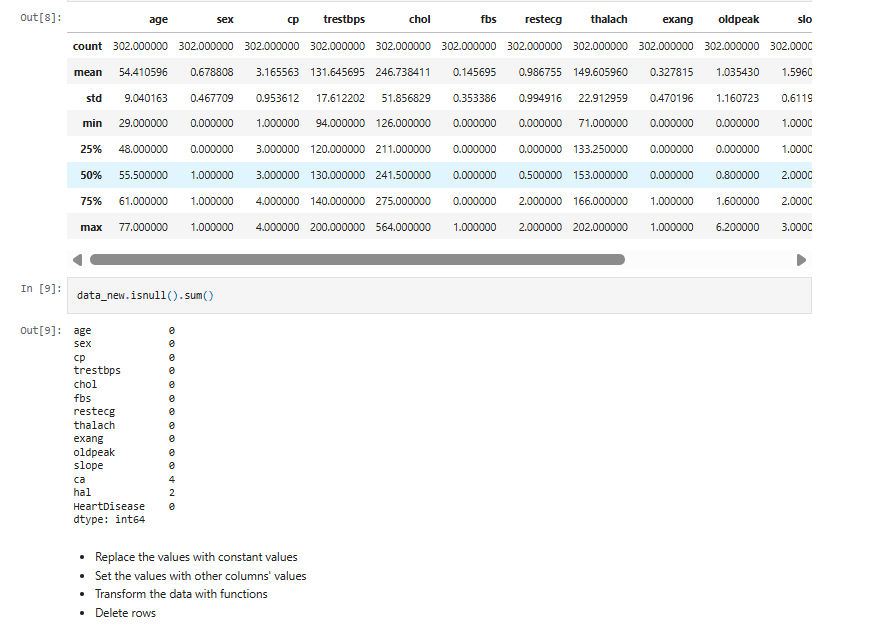 Out[8]:
age sex cp trestbps chol fbs restecg thalach exang oldpeak slo
count 302.000000 302.000000 302.000000 302.000000 302.000000 302.000000 302.000000 302.000000 302.000000 302.000000 302.000C
mean 54.410596 0.678808 3.165563 131.645695 246.738411 0.145695 0.986755 149.605960 0.327815 1.035430 1.5960
std 9.040163 0.467709 0.953612 17.612202 51.856829 0.353386 0.994916 22.912959 0.470196 1.160723 0.6119
min 29.000000 0.000000 1.000000 94.000000 126.000000 0.000000 0.000000 71.000000 0.000000 0.000000 1.0000
25% 48.000000 0.000000 3.000000 120.000000 211.000000 0.000000 0.000000 133.250000 0.000000 0.000000 1.0000
50% 55.500000 1.000000 3.000000 130.000000 241.500000 0.000000 0.500000 153.000000 0.000000 0.800000 2.0000
75% 61.000000 1.000000 4.000000 140.000000 275.000000 0.000000 2.000000 166.000000 1.000000 1.600000 2.0000
max 77.000000 1.000000 4.000000 200.000000 564.000000 1.000000 2.000000 202.000000 1.000000 6.200000 3.0000
In [9]:
data_new.isnull().sum()
Out[9]:
age 0
sex 0
cp 0
trestbps 0
chol 0
fbs 0
restecg 0
thalach 0
exang 0
oldpeak 0
slope 0
ca 4
hal 2
HeartDisease 0
dtype: int64
• Replace the values with constant values
• Set the values with other columns' values
• Transform the data with functions
• Delete rows